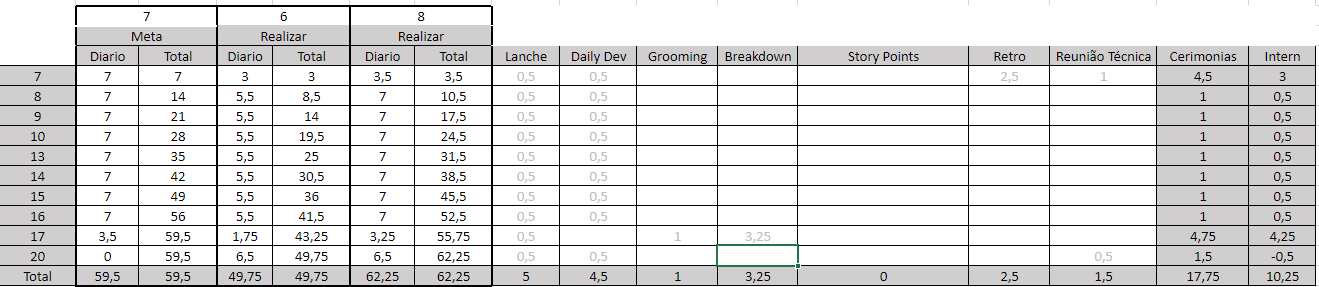 7 6 8
Meta Realizar Realizar
Diario Total Diario Total Diario Total Lanche Daily Dev Grooming Breakdown Story Points Retro Reunião Técnica Cerimonias Intern
7 7 7 3 3 3,5 3,5 0,5 0,5 2,5 1 4,5 3
8 7 14 5,5 8,5 7 10,5 0,5 0,5 1 0,5
9 7 21 5,5 14 7 17,5 0,5 0,5 1 0,5
10 7 28 5,5 19,5 7 24,5 0,5 0,5 1 0,5
13 7 35 5,5 25 7 31,5 0,5 0,5 1 0,5
14 7 42 5,5 30,5 7 38,5 0,5 0,5 1 0,5
15 7 49 5,5 36 7 45,5 0,5 0,5 1 0,5
16 7 56 5,5 41,5 7 52,5 0,5 0,5 1 0,5
17 3,5 59,5 1,75 43,25 3,25 55,75 0,5 1 3,25 4,75 4,25
20 0 59,5 6,5 49,75 6,5 62,25 0,5 0,5 0,5 1,5 -0,5
Total 59,5 59,5 49,75 49,75 62,25 62,25 5 4,5 1 3,25 0 2,5 1,5 17,75 10,25